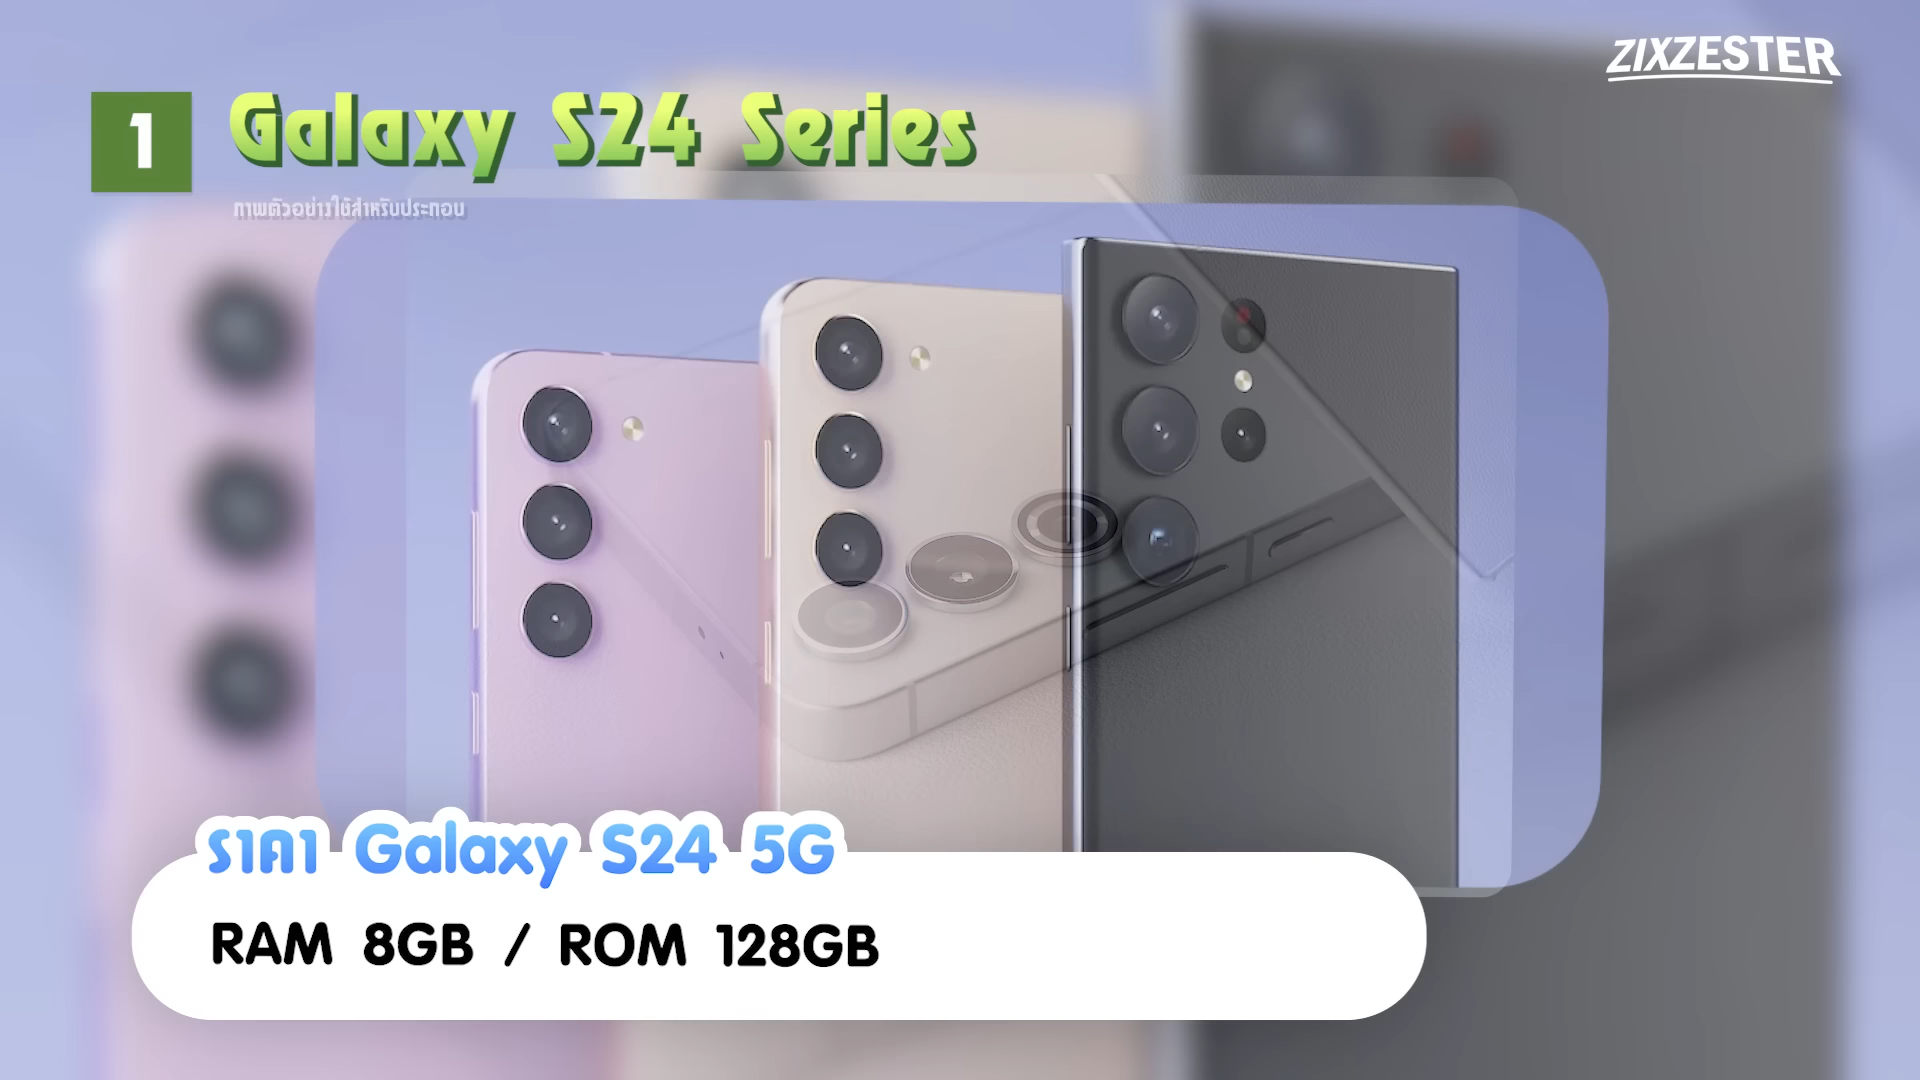 ZIXZESTER
1 Galaxy S24 Series
ภาพตัวอย่างใช้สำหรับประกอบ
ราคา Galaxy S24 5G
RAM 8GB / ROM 128GB